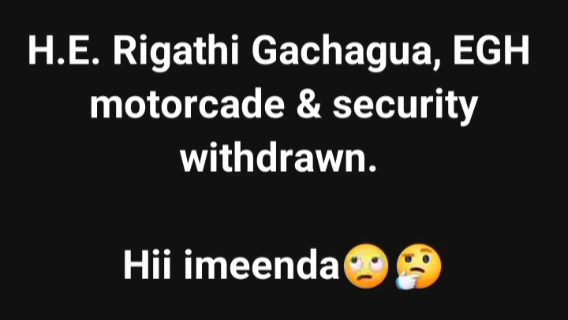 H.E. Rigathi Gachagua, EGH
motorcade & security
withdrawn.
Hii imeenda🙄🤔